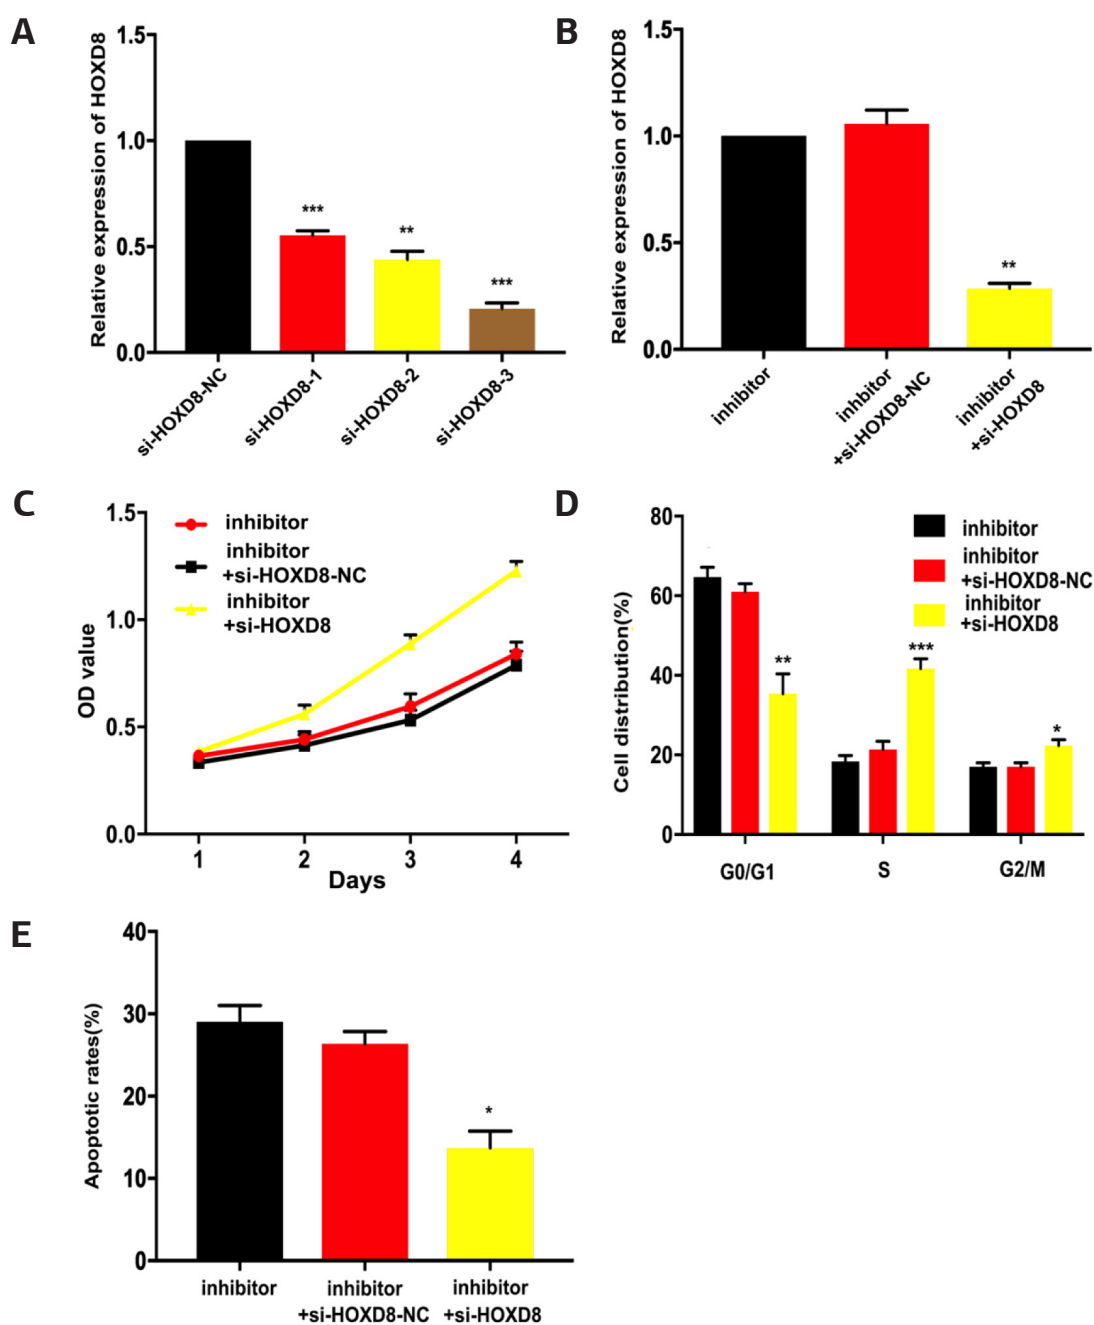 A
Relative expression of HOXD8
1.5
1.0
0.5
0.0
***
**
***
si-HOXD8-NC
si-HOXD8-1
si-HOXD8-2
si-HOXD8-3
B
Relative expression of HOXD8
1.5
1.0
0.5
0.0
**
inhibitor
inhbitor
+si-HOXD8-NC
inhibitor
+si-HOXD8
C
OD value
1.5
1.0
0.5
0.0
inhibitor
inhibitor
+si-HOXD8-NC
inhibitor
+si-HOXD8
1
2
3
4
Days
D
Cell distribution(%)
80
60
40
20
0
inhibitor
inhibitor
+si-HOXD8-NC
inhibitor
+si-HOXD8
**
***
*
G0/G1
S
G2/M
E
Apoptotic rates(%)
40
30
20
10
0
*
inhibitor
inhibitor
+si-HOXD8-NC
inhibitor
+si-HOXD8